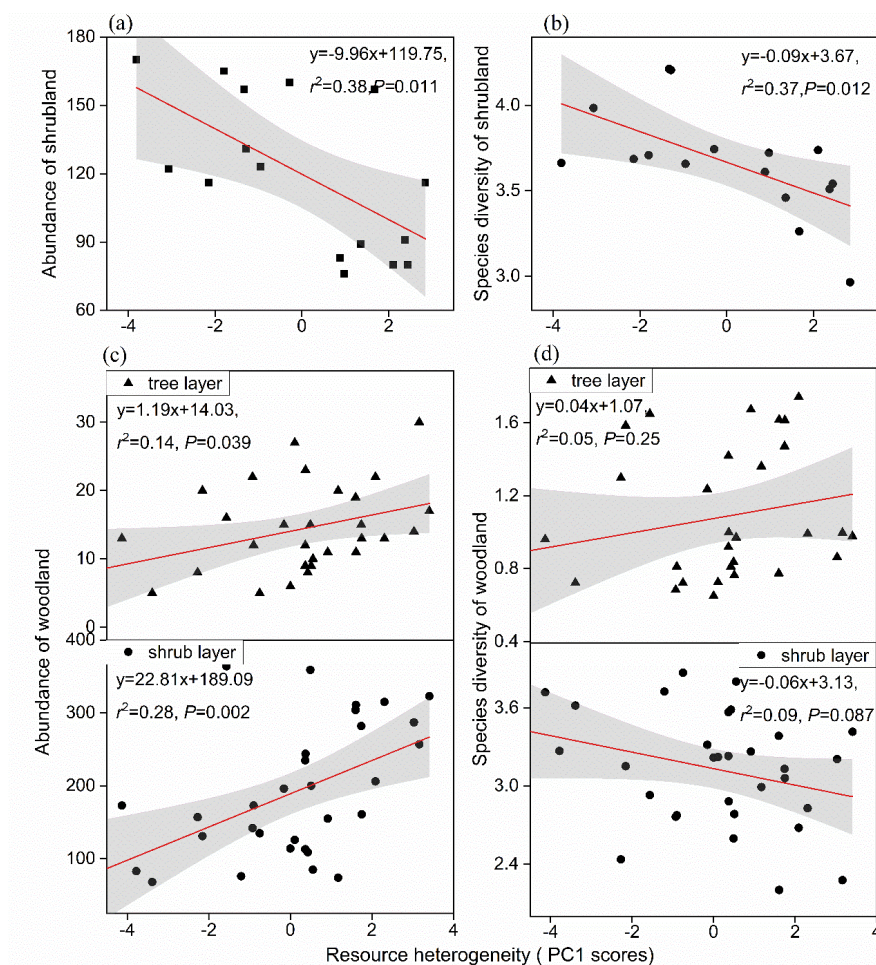 (a)
y=-9.96x+119.75,
r²=0.38, P=0.011
Abundance of shrubland
180
150
120
90
60
-4
-2
0
2
4
(b)
y=-0.09x+3.67,
r²=0.37,P=0.012
Species diversity of shrubland
4.0
3.5
3.0
-4
-2
0
2
4
(c)
tree layer
y=1.19x+14.03,
r²=0.14, P=0.039
30
20
10
0
Abundance of woodland
400
shrub layer
y=22.81x+189.09
r²=0.28, P=0.002
300
200
100
-4
-2
0
2
4
(d)
tree layer
y=0.04x+1.07,
r²=0.05, P=0.25
1.6
1.2
0.8
0.4
Species diversity of woodland
shrub layer
y=-0.06x+3.13,
r²=0.09, P=0.087
3.6
3.0
2.4
-4
-2
0
2
4
Resource heterogeneity ( PC1 scores)